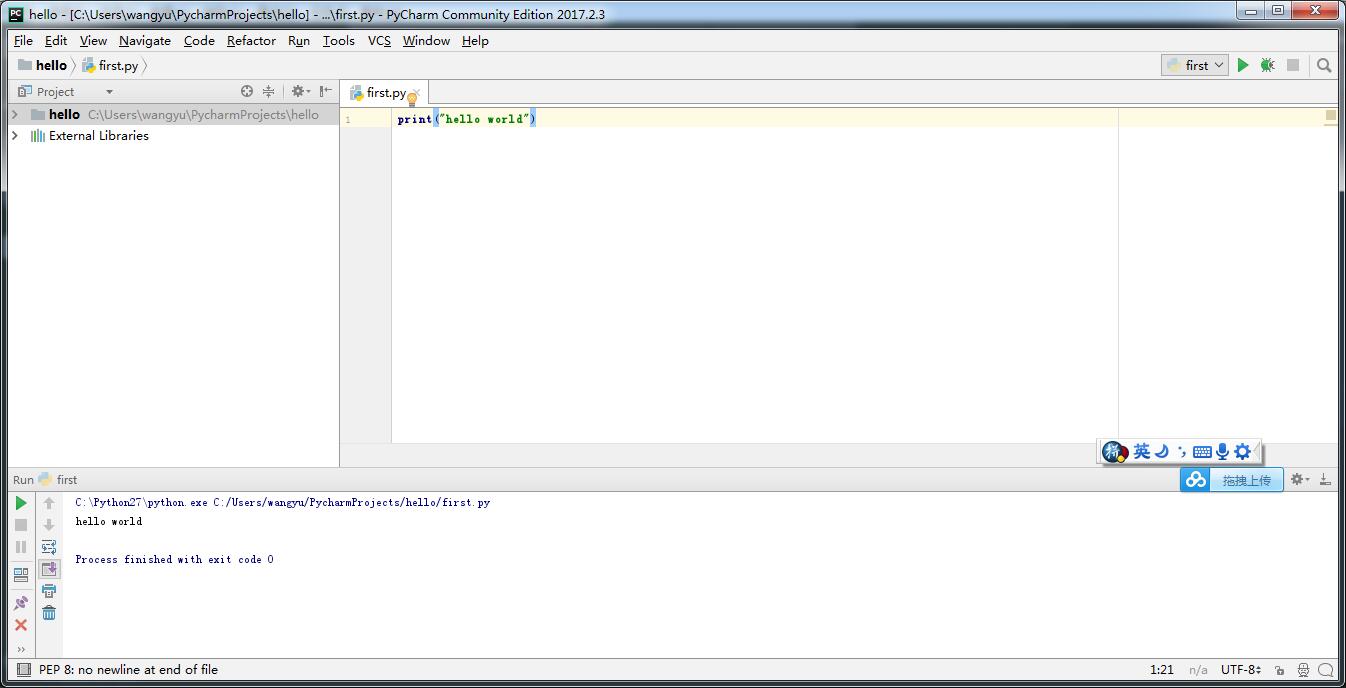 hello - [C:\Users\wangyu\PycharmProjects\hello] - ...\first.py - PyCharm Community Edition 2017.2.3
File Edit View Navigate Code Refactor Run Tools VCS Window Help
hello first.py first
Project first.py
hello C:\Users\wangyu\PycharmProjects\hello
External Libraries
1 print("hello world")
英
Run first
拖拽上传
C:\Python27\python.exe C:/Users/wangyu/PycharmProjects/hello/first.py
hello world
Process finished with exit code 0
PEP 8: no newline at end of file 1:21 n/a UTF-8